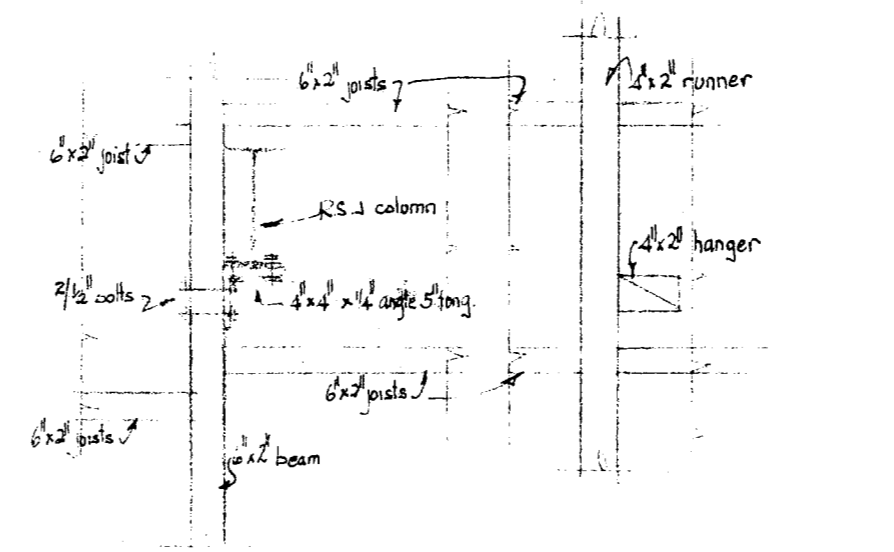 6"x2" joists
4"x2" runner
6"x2" joist
RSJ column
4"x2" hanger
2/1/2" bolts
4"x4"x1/4" angle 5" long.
6"x2" joists
6"x2" joists
6"x2" beam